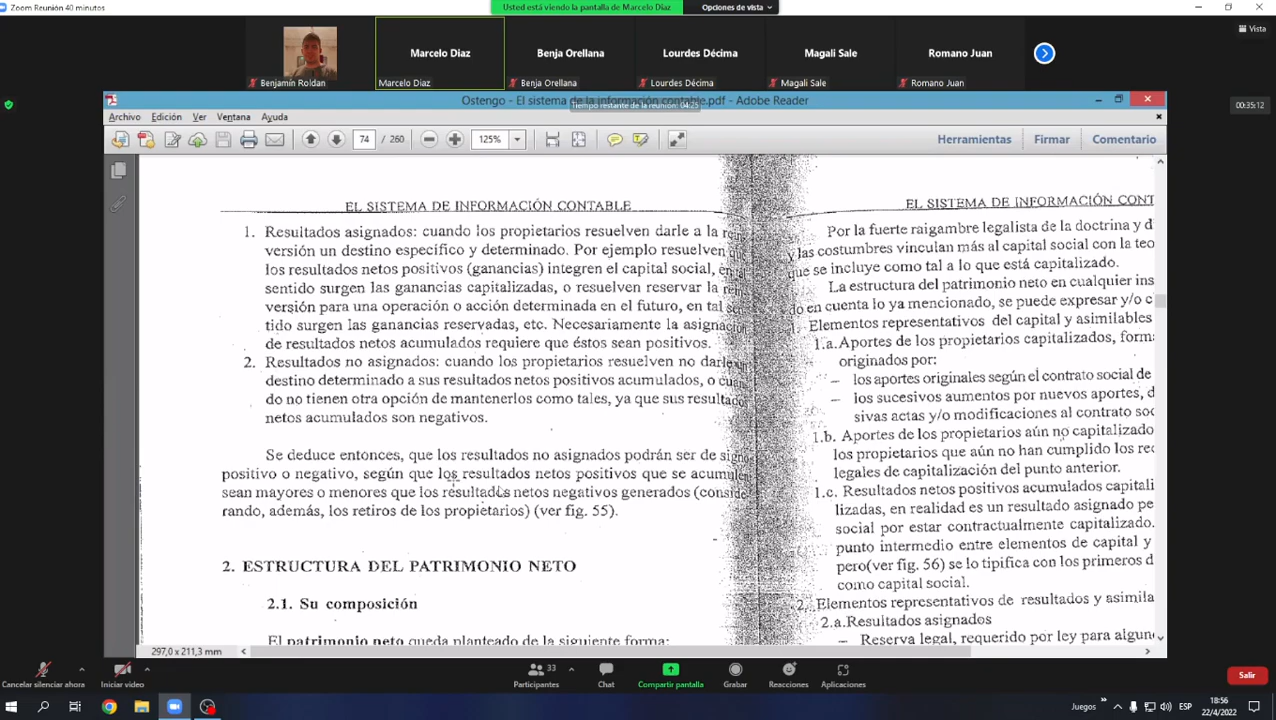 Zoom Reunión 40 minutos
Usted está viendo la pantalla de Marcelo Diaz
Opciones de vista
Vista
Marcelo Diaz
Benja Orellana
Lourdes Décima
Magali Sale
Romano Juan
Benjamín Roldan
Marcelo Diaz
Benja Orellana
Lourdes Décima
Magali Sale
Romano Juan
Ostengo - El sistema de la información contable.pdf - Adobe Reader
Tiempo restante de la reunión: 04:25
00:35:12
Archivo Edición Ver Ventana Ayuda
74 / 260
125%
Herramientas
Firmar
Comentario
EL SISTEMA DE INFORMACIÓN CONTABLE
1. Resultados asignados: cuando los propietarios resuelven darle a la
versión un destino específico y determinado. Por ejemplo resuelven que
los resultados netos positivos (ganancias) integren el capital social, en tal
sentido surgen las ganancias capitalizadas, o resuelven reservar la
versión para una operación o acción determinada en el futuro, en tal
tido surgen las ganancias reservadas, etc. Necesariamente la asignación
de resultados netos acumulados requiere que éstos sean positivos.
2. Resultados no asignados: cuando los propietarios resuelven no darle
destino determinado a sus resultados netos positivos acumulados, o
do no tienen otra opción de mantenerlos como tales, ya que sus
netos acumulados son negativos.
Se deduce entonces, que los resultados no asignados podrán ser de signo
positivo o negativo, según que los resultados netos positivos que se
sean mayores o menores que los resultados netos negativos generados
rando, además, los retiros de los propietarios) (ver fig. 55).
2. ESTRUCTURA DEL PATRIMONIO NETO
2.1. Su composición
El patrimonio neto queda planteado de la siguiente forma:
EL SISTEMA DE INFORMACIÓN CONT
Por la fuerte raigambre legalista de la doctrina y d
y las costumbres vinculan más al capital social con la teo
que se incluye como tal a lo que está capitalizado.
La estructura del patrimonio neto en cualquier ins
do en cuenta lo ya mencionado, se puede expresar y/o c
1. Elementos representativos del capital y asimilables
1.a. Aportes de los propietarios capitalizados, form
originados por:
— los aportes originales según el contrato social de
— los sucesivos aumentos por nuevos aportes, d
sivas actas y/o modificaciones al contrato soc
1.b. Aportes de los propietarios aún no capitalizado
los propietarios que aún no han cumplido los re
legales de capitalización del punto anterior.
1.c. Resultados netos positivos acumulados capitali
lizadas, en realidad es un resultado asignado pe
social por estar contractualmente capitalizado.
punto intermedio entre elementos de capital y
pero(ver fig. 56) se lo tipifica con los primeros d
como capital social.
2. Elementos representativos de resultados y asimila
2.a.Resultados asignados
— Reserva legal, requerido por ley para algun
297,0 x 211,3 mm
Cancelar silenciar ahora
Iniciar video
33
Participantes
Chat
Compartir pantalla
Grabar
Reacciones
Aplicaciones
Salir
Juegos
ESP
18:56
22/4/2022